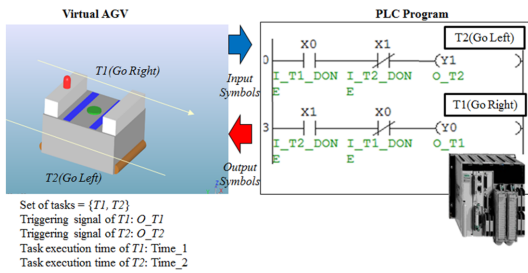 Virtual AGV
PLC Program
T1(Go Right)
T2(Go Left)
Input
Symbols
Output
Symbols
T2(Go Left)
0
X0
X1
(Y1
)
I_T1_DON
E
I_T2_DON
E
O_T2
T1(Go Right)
3
X1
X0
(Y0
)
I_T2_DON
E
I_T1_DON
E
O_T1
Set of tasks = {T1, T2}
Triggering signal of T1: O_T1
Triggering signal of T2: O_T2
Task execution time of T1: Time_1
Task execution time of T2: Time_2